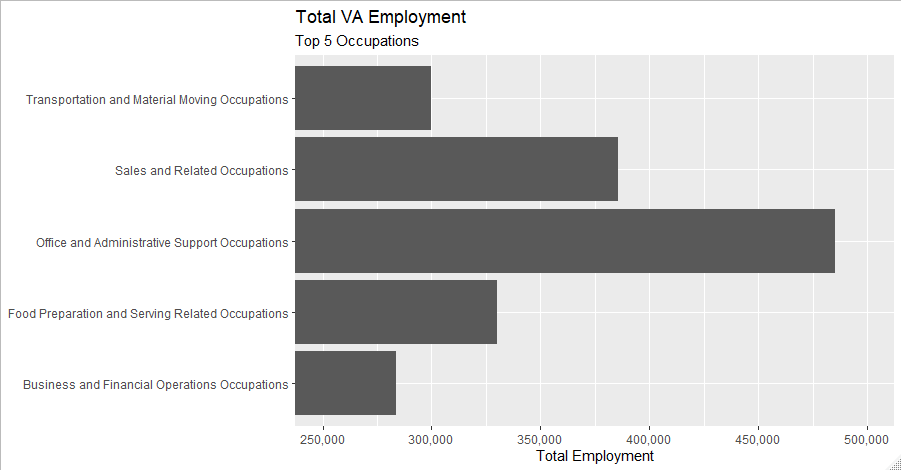 Total VA Employment
Top 5 Occupations
Transportation and Material Moving Occupations
Sales and Related Occupations
Office and Administrative Support Occupations
Food Preparation and Serving Related Occupations
Business and Financial Operations Occupations
250,000 300,000 350,000 400,000 450,000 500,000
Total Employment